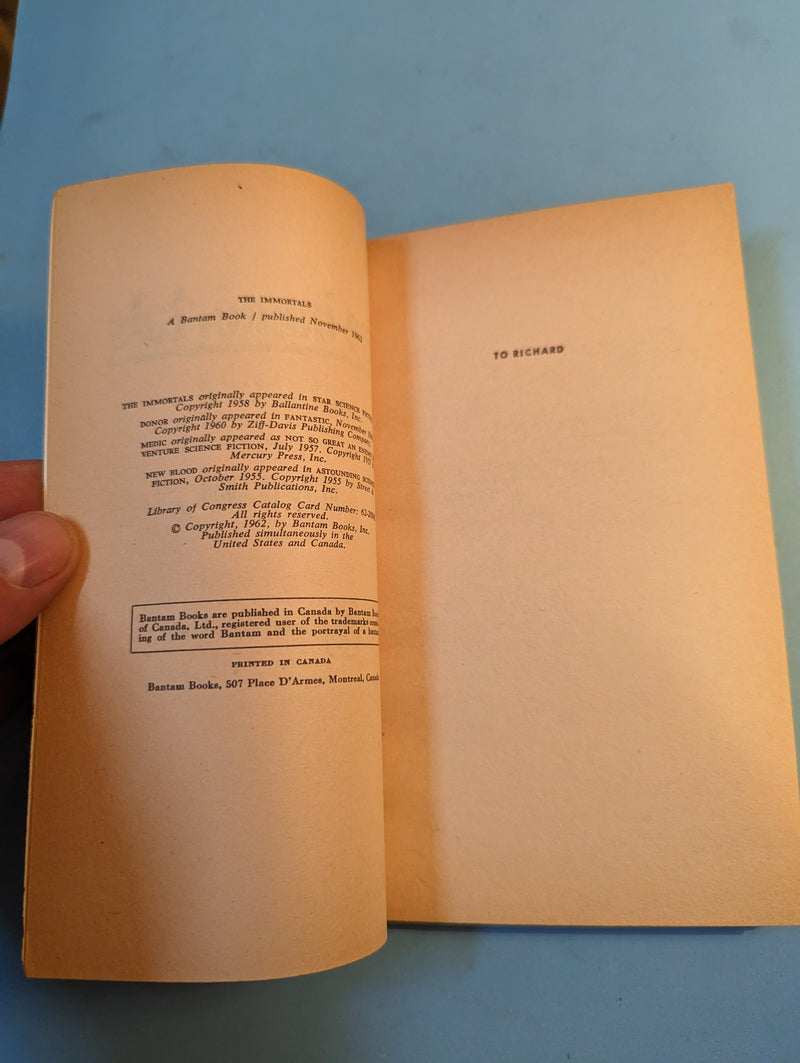 THE IMMORTALS
A Bantam Book / published November 1962
THE IMMORTALS originally appeared in STAR SCIENCE
Copyright 1958 by Ballantine Books, Inc.
DONOR originally appeared in FANTASTIC, November
Copyright 1960 by Ziff-Davis Publishing Company
MEDIC originally appeared as NOT SO GREAT AN ENEMY
VENTURE SCIENCE FICTION, July 1957. Copyright 1957
Mercury Press, Inc.
NEW BLOOD originally appeared in ASTOUNDING
FICTION, October 1955. Copyright 1955 by Street
Smith Publications, Inc.
Library of Congress Catalog Card Number:
All rights reserved.
© Copyright, 1962, by Bantam Books, Inc.
Published simultaneously in the
United States and Canada.
Bantam Books are published in Canada by Bantam
of Canada, Ltd., registered user of the trademarks
ing of the word Bantam and the portrayal of a
PRINTED IN CANADA
Bantam Books, 507 Place D'Armes, Montreal,
TO RICHARD